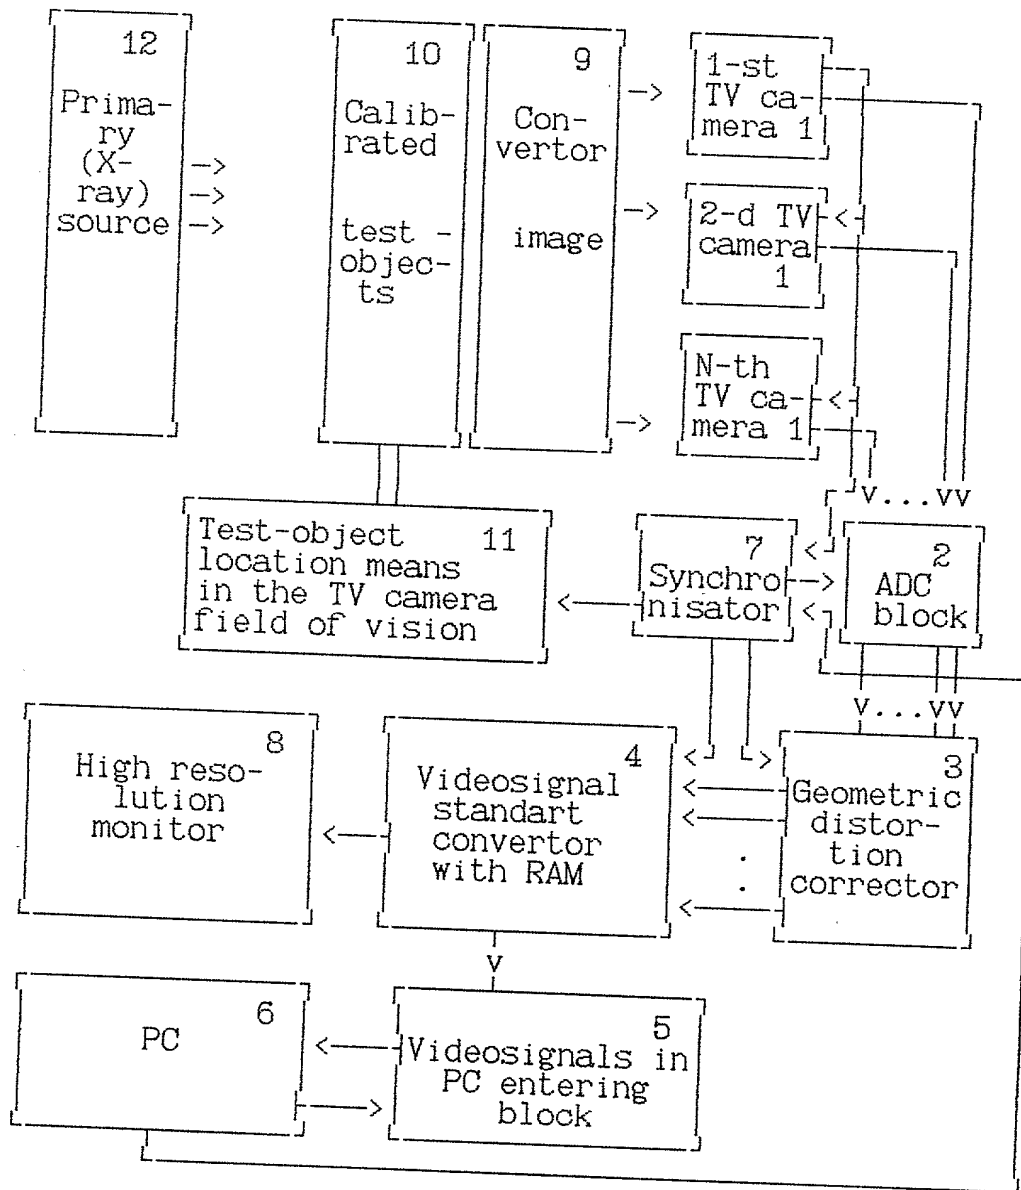 12
Prima-
ry
(X-
ray)
source
10
Calib-
rated
test -
objec-
ts
9
Con-
vertor
image
1-st
TV ca-
mera 1
2-d TV
camera
1
N-th
TV ca-
mera 1
v...vv
Test-object 11
location means
in the TV camera
field of vision
7
Synchro
nisator
2
ADC
block
v...vv
8
High reso-
lution
monitor
4
Videosignal
standart
convertor
with RAM
3
Geometric
distor-
tion
corrector
v
6
PC
5
Videosignals in
PC entering
block